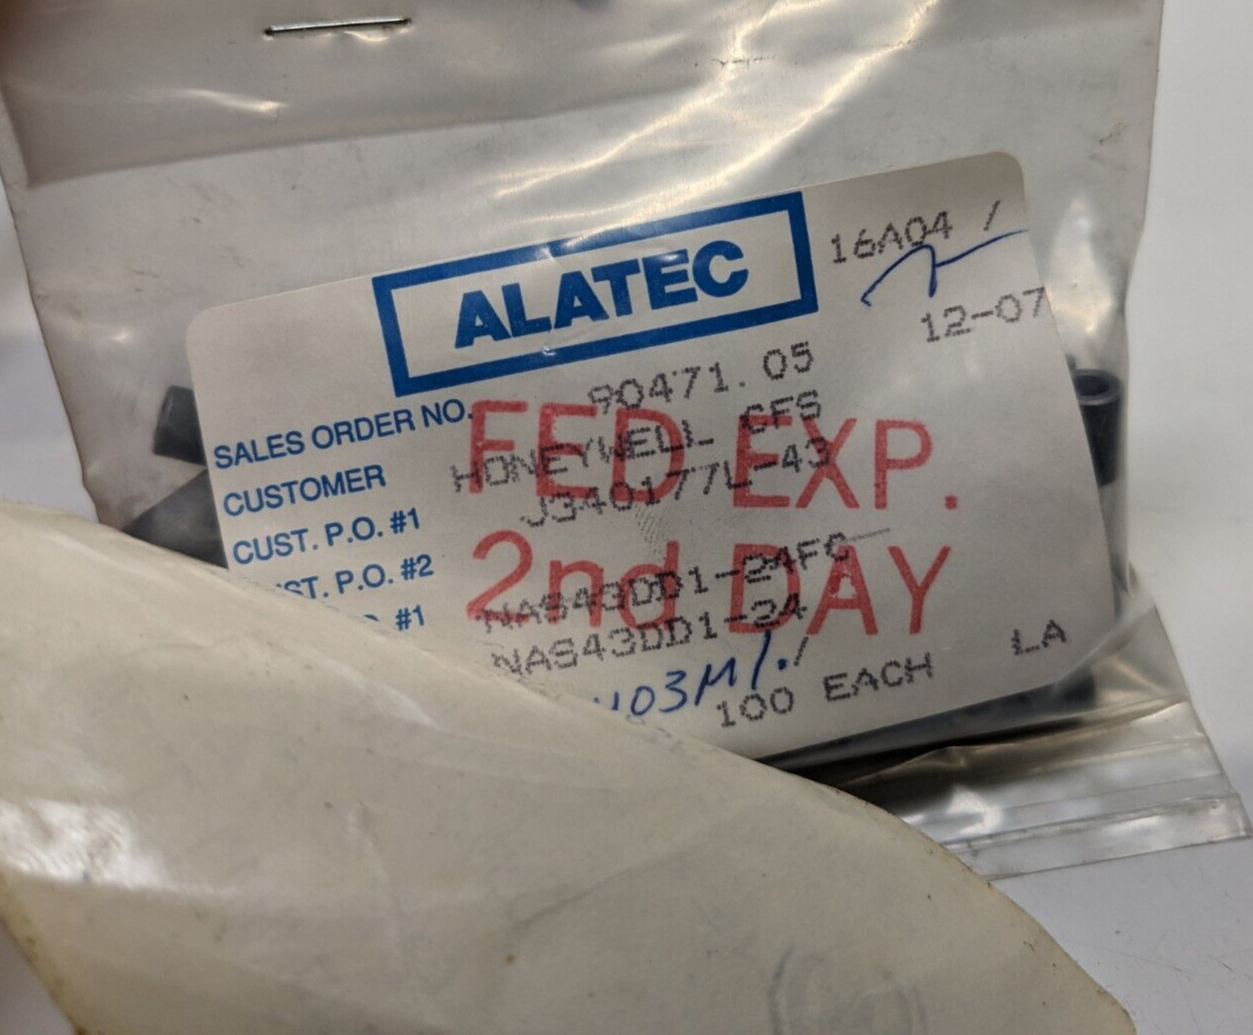 ALATEC
16A04 /
12-07
SALES ORDER NO. 90471.05
CUSTOMER HONEYWELL CFS
CUST. P.O. #1 J340177L-43
ST. P.O. #2
#1 NAS43DD1-24FC
NAS43DD1-24
FED EXP.
2nd DAY
103M1.
100 EACH
LA